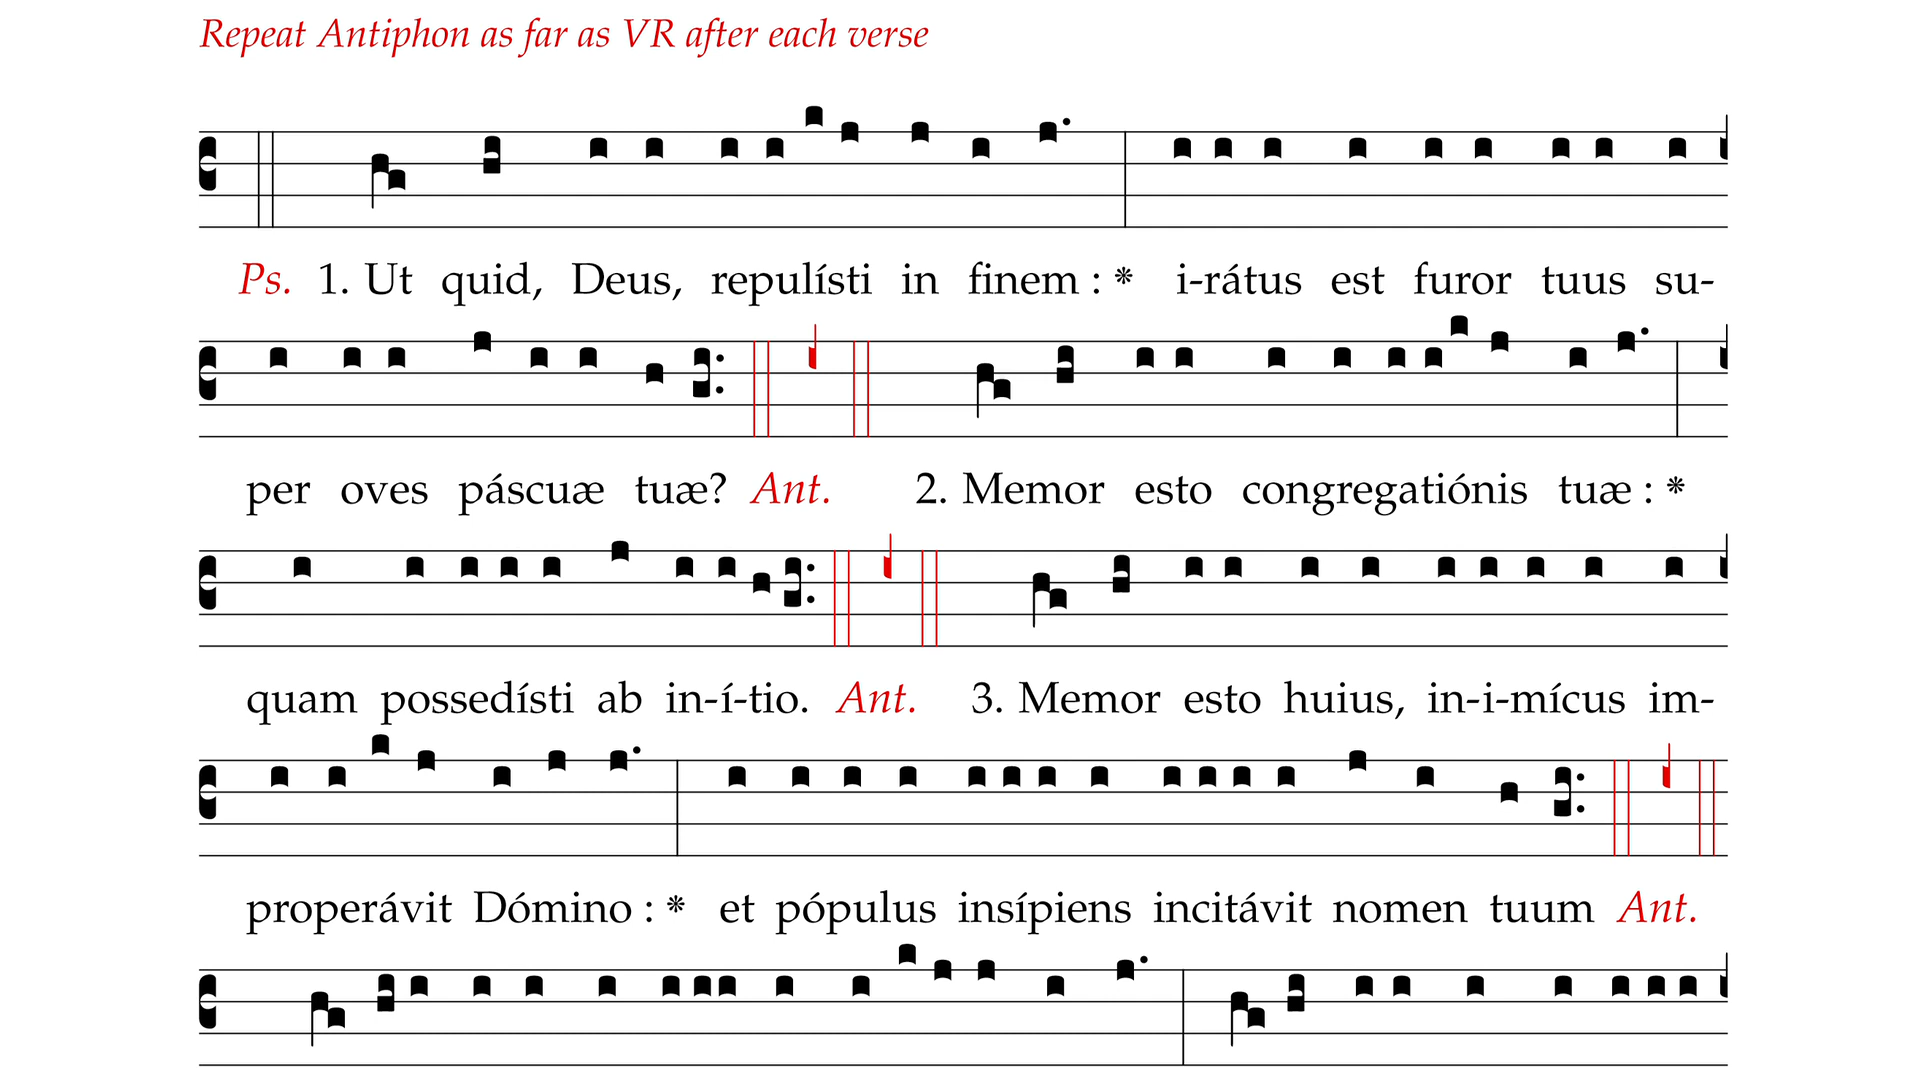 Repeat Antiphon as far as VR after each verse
Ps. 1. Ut quid, Deus, repulísti in finem : * i-rátus est furor tuus su-
per oves páscuæ tuæ? Ant. 2. Memor esto congregatiónis tuæ : *
quam possedísti ab in-í-tio. Ant. 3. Memor esto huius, in-i-mícus im-
properávit Dómino : * et pópulus insípiens incitávit nomen tuum Ant.